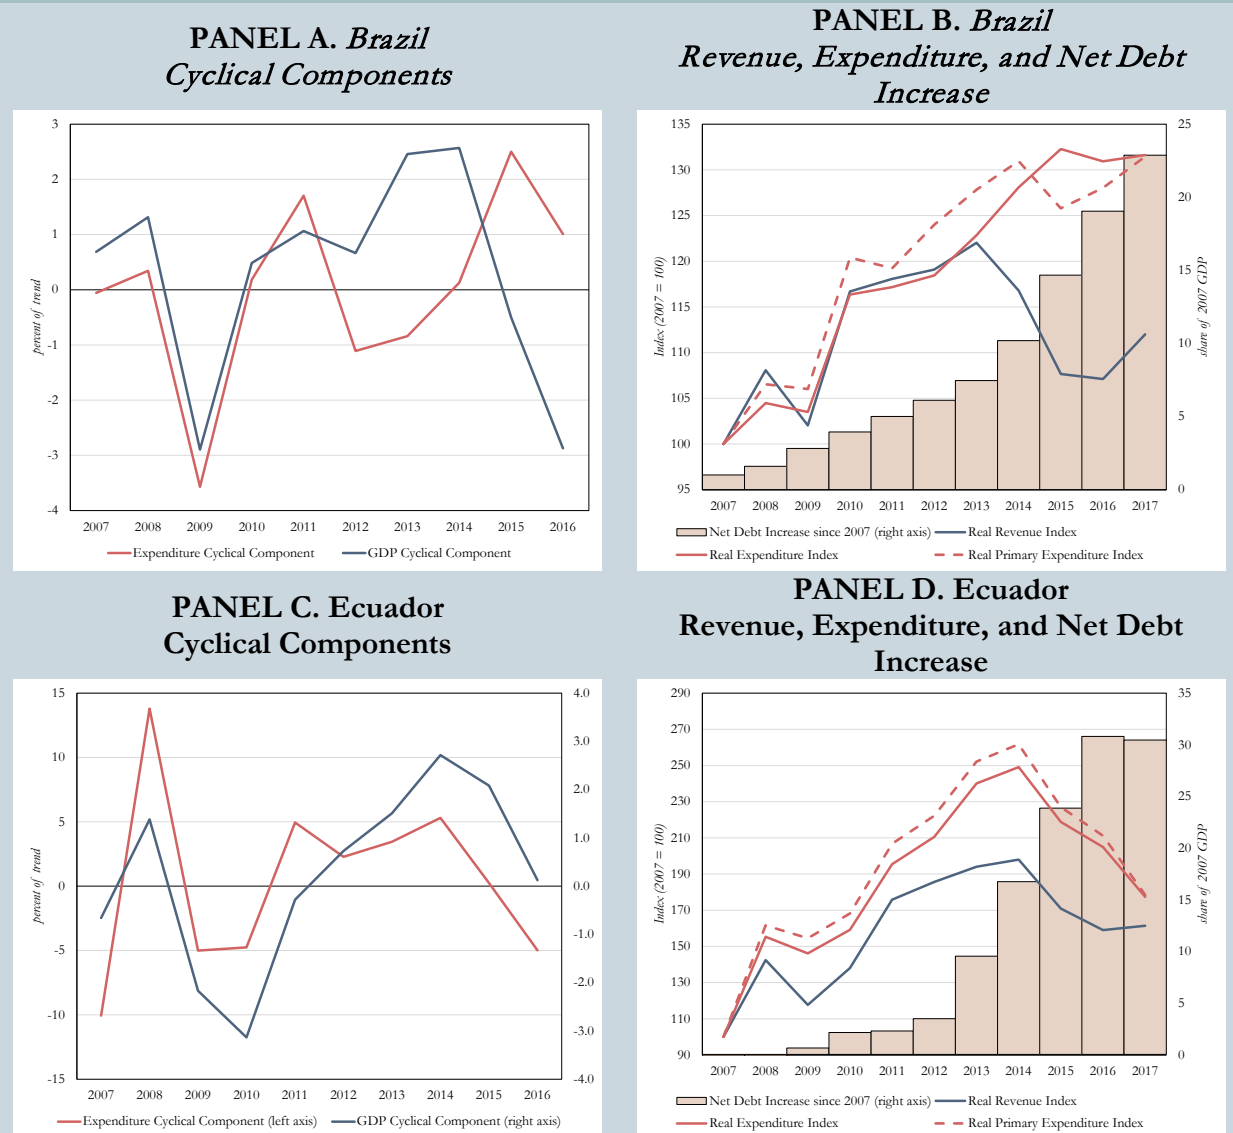 PANEL A. Brazil
Cyclical Components
3
2
1
0
-1
-2
-3
-4
percent of trend
2007 2008 2009 2010 2011 2012 2013 2014 2015 2016
Expenditure Cyclical Component GDP Cyclical Component
PANEL B. Brazil
Revenue, Expenditure, and Net Debt
Increase
135
130
125
120
115
110
105
100
95
Index (2007 = 100)
25
20
15
10
5
0
share of 2007 GDP
2007 2008 2009 2010 2011 2012 2013 2014 2015 2016 2017
Net Debt Increase since 2007 (right axis) Real Revenue Index
Real Expenditure Index Real Primary Expenditure Index
PANEL C. Ecuador
Cyclical Components
15
10
5
0
-5
-10
-15
percent of trend
4.0
3.0
2.0
1.0
0.0
-1.0
-2.0
-3.0
-4.0
2007 2008 2009 2010 2011 2012 2013 2014 2015 2016
Expenditure Cyclical Component (left axis) GDP Cyclical Component (right axis)
PANEL D. Ecuador
Revenue, Expenditure, and Net Debt
Increase
290
270
250
230
210
190
170
150
130
110
90
Index (2007 = 100)
35
30
25
20
15
10
5
0
share of 2007 GDP
2007 2008 2009 2010 2011 2012 2013 2014 2015 2016 2017
Net Debt Increase since 2007 (right axis) Real Revenue Index
Real Expenditure Index Real Primary Expenditure Index